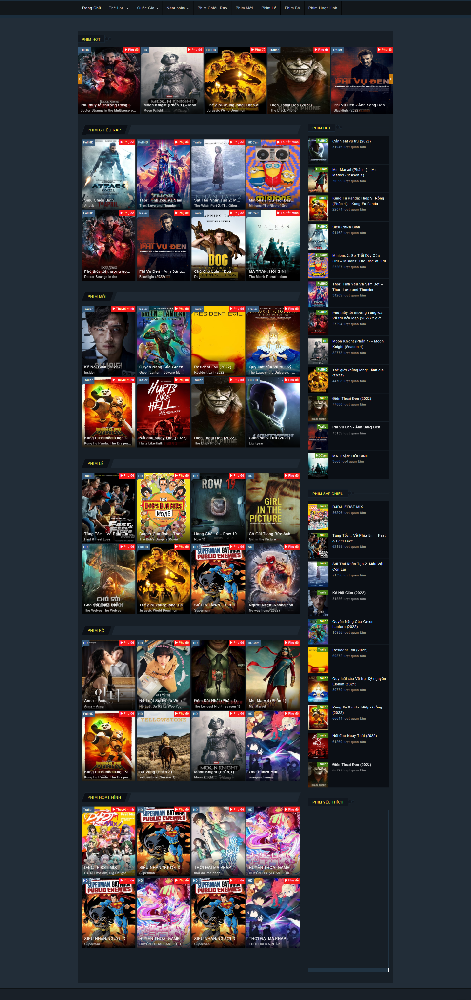 Trang Chủ
Thể Loại
Quốc Gia
Năm phim
Phim Chiếu Rạp
Phim Mới
Phim Lẻ
Phim Bộ
Phim Hoạt Hình
PHIM HOT
FullHD
Phụ đề
Phù thủy tối thượng trong Đ...
Doctor Strange in the Multiverse o...
HD
Phụ đề
Moon Knight (Phần 1) – Moo...
Moon Knight
FullHD
Phụ đề
Thế giới khủng long: Lãnh đị...
Jurassic World Dominion
Trailer
Phụ đề
Điện Thoại Đen (2022)
The Black Phone
Trailer
Phụ đề
PHI VỤ ĐEN
Phi Vụ Đen - Ánh Sáng Đen
Blacklight (2022)
PHIM CHIẾU RẠP
FullHD
Phụ đề
ATTACK
PART 1
Siêu Chiến Binh
Attack
FullHD
Phụ đề
THOR
Thor: Tình Yêu Và Sấm...
Thor: Love and Thunder
Trailer
Phụ đề
SÁT THỦ
NHÂN TẠO 2
Sát Thủ Nhân Tạo 2: M...
The Witch Part 2: The Other...
HDCam
Thuyết minh
Minions 2: Sự Trỗi Dậy...
Minions: The Rise of Gru
FullHD
Phụ đề
Phù thủy tối thượng tro...
Doctor Strange in the
Trailer
Phụ đề
PHI VỤ ĐEN
Phi Vụ Đen - Ánh Sáng...
Blacklight (2022)
Trailer
Phụ đề
DOG
Chú Chó Lulu – Dog
Dog
HDCam
Thuyết minh
MA TRẬN
MA TRẬN: HỒI SINH
The Matrix Resurrections
PHIM MỚI
Trailer
Thuyết minh
Kẻ Nội Gián (2022)
Insider
Trailer
Phụ đề
GREEN LANTERN
BEWARE MY POWER
Quyền Năng Của Green
Green Lantern: Beware My...
Trailer
Phụ đề
RESIDENT EVIL
Resident Evil (2022)
Resident Evil (2022)
Trailer
Phụ đề
LAWS-UNIVERSE
Quy luật của Vũ trụ: Kỷ
The Laws of the Universe: T...
Trailer
Thuyết minh
KUNG FU
PANDA
Kung Fu Panda: Hiệp sĩ...
Kung Fu Panda: The Dragon
Trailer
Phụ đề
HURTS
LIKE
HELL
Nỗi đau Muay Thái (2022)
Hurts Like Hell
Trailer
Phụ đề
Điện Thoại Đen (2022)
The Black Phone
FullHD
Phụ đề
LIGHTYEAR
Cảnh sát vũ trụ (2022)
Lightyear
PHIM LẺ
Trailer
Phụ đề
FAST &
FEEL LOVE
Tăng Tốc... Về Phía Em...
Fast & Feel Love
HD
Phụ đề
THE
BOB'S BURGERS
MOVIE
Burger Của Bob – The...
The Bob's Burgers Movie
HD
Phụ đề
ROW 19
Hàng Ghế 19 – Row 19...
Row 19
HD
Phụ đề
GIRL
IN THE
PICTURE
Cô Gái Trong Bức Ảnh ...
Girl in the Picture
HD
Phụ đề
CHÓ SÓI
Chó Sói Hung Hãn
The Wolves The Wolves
FullHD
Phụ đề
Thế giới khủng long: Lã...
Jurassic World Dominion
HD
Phụ đề
SUPERMAN BATMAN
PUBLIC ENEMIES
SIÊU NHÂN/NGƯỜI D...
Superman
SD
Phụ đề
Người Nhện: Không còn...
No way home(2022)
PHIM BỘ
HD
Phụ đề
안나
Anna – Anna
Anna – Anna
HD
Phụ đề
Nữ Luật Sư Kỳ Lạ Woo...
Nữ Luật Sư Kỳ Lạ Woo You...
HD
Phụ đề
Đêm Dài Nhất (Phần 1) ...
The Longest Night (Season 1)
HDCam
Phụ đề
Ms. Marvel (Phần 1) – ...
Ms. Marvel
FullHD
Phụ đề
KUNG FU
PANDA
Kung Fu Panda: Hiệp Sĩ...
Kung Fu Panda: The Dragon
HD
Phụ đề
YELLOWSTONE
Đá Vàng (Phần 3) -...
Yellowstone (Season 3)
HD
Phụ đề
MOON KNIGHT
Moon Knight (Phần 1) -...
Moon Knight
HD
Phụ đề
One Punch Man
one-punch-man
PHIM HOẠT HÌNH
Trailer
Thuyết minh
D4DJ
First Mix
D4DJ: FIRST MIX
D4DJ First Mix, Dig Delight...
HD
Phụ đề
SUPERMAN BATMAN
PUBLIC ENEMIES
SIÊU NHÂN/NGƯỜI D...
Superman
HD
Phụ đề
THỜI ĐẠI MA PHÁP
thoi dai ma phap
HD
Phụ đề
HUYỀN THOẠI GAME
HUYỀN THOẠI GAME THỦ
HD
Phụ đề
SUPERMAN BATMAN
PUBLIC ENEMIES
SIÊU NHÂN/NGƯỜI D...
Superman
HD
Phụ đề
HUYỀN THOẠI GAME
HUYỀN THOẠI GAME THỦ
HD
Phụ đề
SUPERMAN BATMAN
PUBLIC ENEMIES
SIÊU NHÂN/NGƯỜI D...
Superman
HD
Phụ đề
THỜI ĐẠI MA PHÁP
THỜI ĐẠI MA PHÁP
PHIM HOT
FullHD
Cảnh sát vũ trụ (2022)
31946 lượt quan tâm
HDCam
Ms. Marvel (Phần 1) – Ms.
Marvel (Season 1)
30599 lượt quan tâm
FullHD
Kung Fu Panda: Hiệp Sĩ Rồng
(Phần 1) – Kung Fu Panda:...
22074 lượt quan tâm
FullHD
Siêu Chiến Binh
91462 lượt quan tâm
HDCam
Minions 2: Sự Trỗi Dậy Của
Gru – Minions: The Rise of Gru
53567 lượt quan tâm
FullHD
Thor: Tình Yêu Và Sấm Sét –
Thor: Love and Thunder
34289 lượt quan tâm
FullHD
Phù thủy tối thượng trong Đa
Vũ trụ hỗn loạn (2022) 2 giờ
27294 lượt quan tâm
HD
Moon Knight (Phần 1) – Moon
Knight (Season 1)
82778 lượt quan tâm
FullHD
Thế giới khủng long: Lãnh địa
(2022)
44768 lượt quan tâm
Trailer
Điện Thoại Đen (2022)
77880 lượt quan tâm
Trailer
Phi Vụ Đen - Ánh Sáng Đen
73139 lượt quan tâm
HDCam
MA TRẬN: HỒI SINH
3568 lượt quan tâm
PHIM SẮP CHIẾU
Trailer
D4DJ: FIRST MIX
86206 lượt quan tâm
Trailer
Tăng Tốc... Về Phía Em – Fast
& Feel Love
62199 lượt quan tâm
Trailer
Sát Thủ Nhân Tạo 2: Mẫu Vật
Còn Lại
21396 lượt quan tâm
Trailer
Kẻ Nội Gián (2022)
31556 lượt quan tâm
Trailer
Quyền Năng Của Green
Lantern (2022)
10985 lượt quan tâm
Trailer
Resident Evil (2022)
60572 lượt quan tâm
Trailer
Quy luật của Vũ trụ: Kỷ nguyên
Elohim (2021)
39779 lượt quan tâm
Trailer
Kung Fu Panda: Hiệp sĩ rồng
(2022)
66644 lượt quan tâm
Trailer
Nỗi đau Muay Thái (2022)
61269 lượt quan tâm
Trailer
Điện Thoại Đen (2022)
65727 lượt quan tâm
PHIM YÊU THÍCH